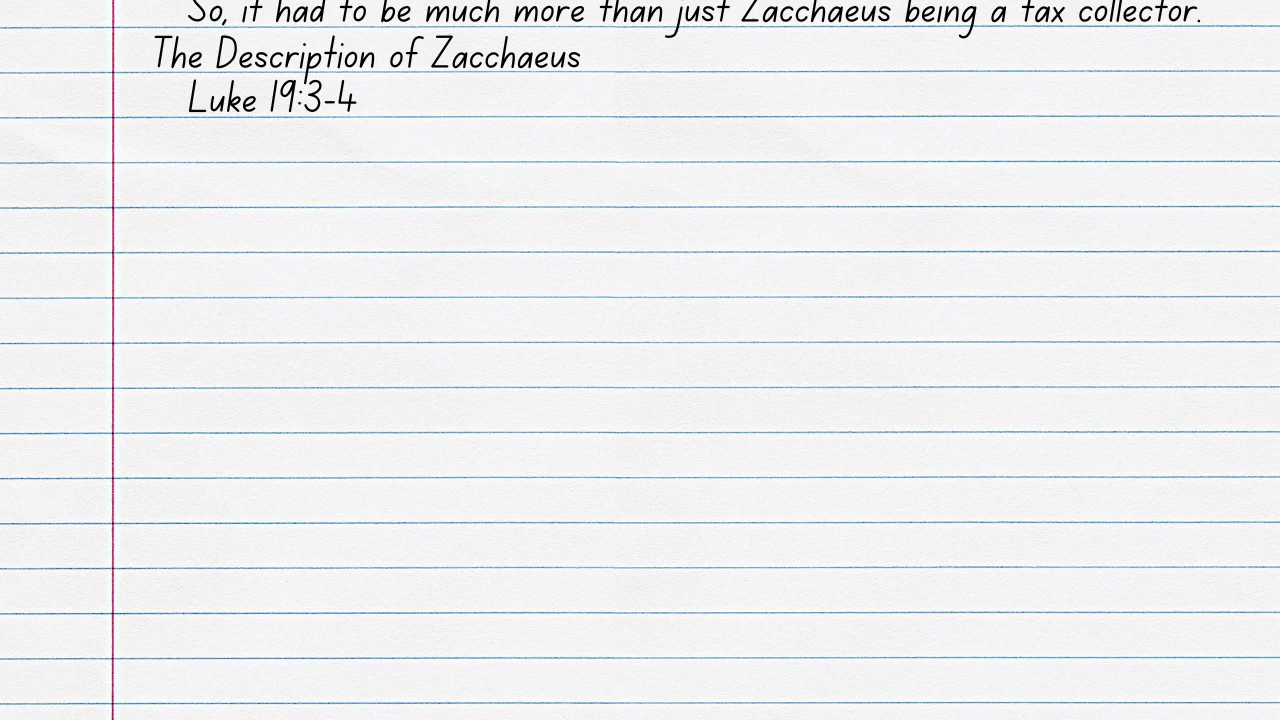 So, it had to be much more than just Zacchaeus being a tax collector.
The Description of Zacchaeus
Luke 19:3-4